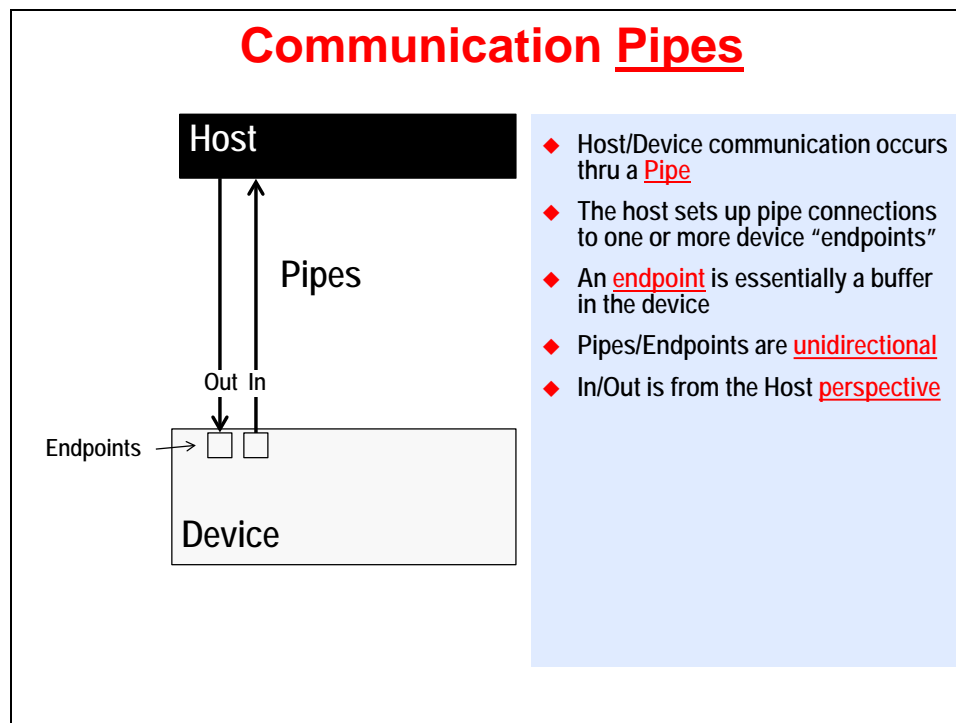 Communication Pipes
Host
Pipes
Out In
Endpoints
Device
◆ Host/Device communication occurs
thru a Pipe
◆ The host sets up pipe connections
to one or more device “endpoints”
◆ An endpoint is essentially a buffer
in the device
◆ Pipes/Endpoints are unidirectional
◆ In/Out is from the Host perspective